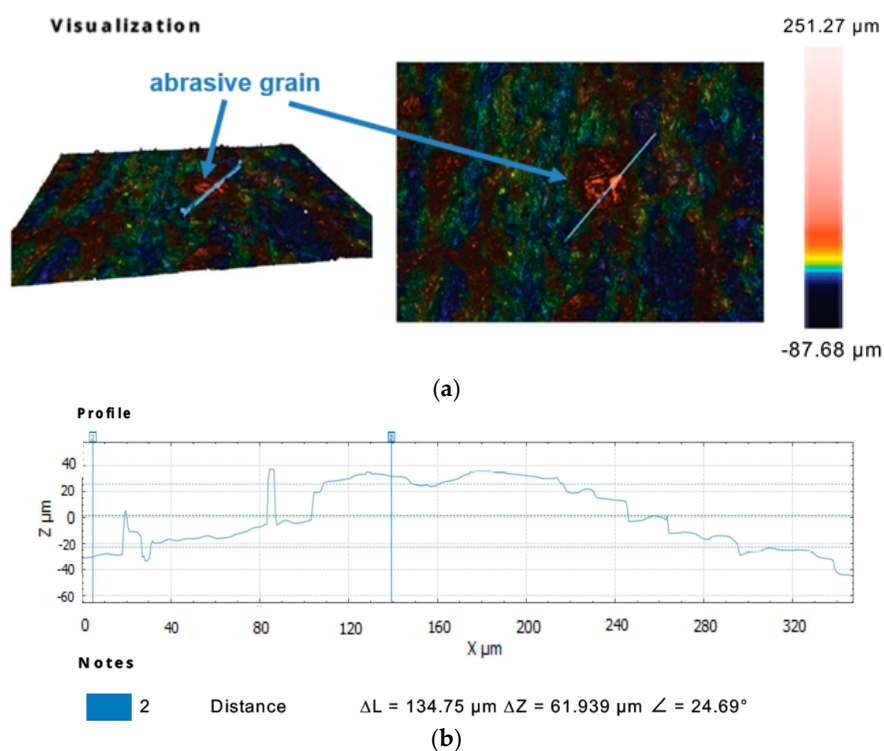 Visualization
251.27 µm
abrasive grain
-87.68 µm
(a)
Profile
2 2
40
20
0
-20
-40
-60
Z µm
0 40 80 120 160 200 240 280 320
X µm
Notes
2 Distance ΔL = 134.75 µm ΔZ = 61.939 µm ∠ = 24.69°
(b)